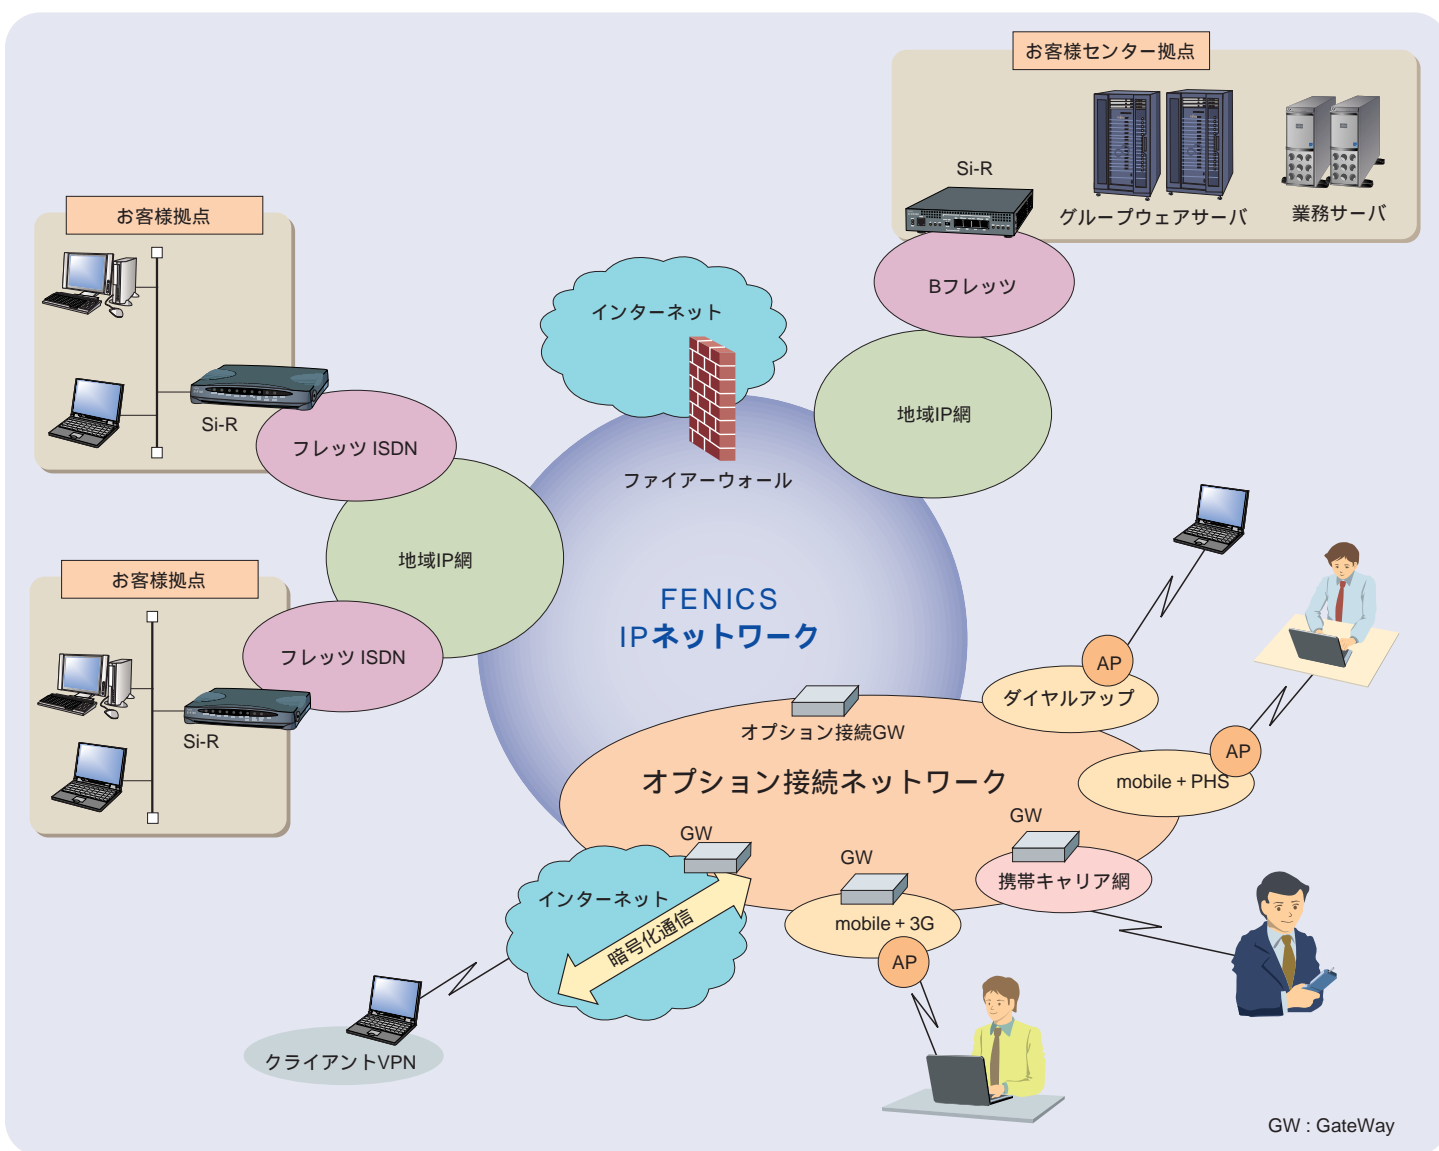 お客様センター拠点
Si-R
グループウェアサーバ
業務サーバ
お客様拠点
Bフレッツ
インターネット
地域IP網
Si-R
フレッツ ISDN
ファイアーウォール
地域IP網
お客様拠点
FENICS
IPネットワーク
フレッツ ISDN
Si-R
AP
ダイヤルアップ
オプション接続GW
AP
mobile + PHS
オプション接続ネットワーク
GW
GW
GW
インターネット
携帯キャリア網
mobile + 3G
暗号化通信
AP
クライアントVPN
GW : GateWay